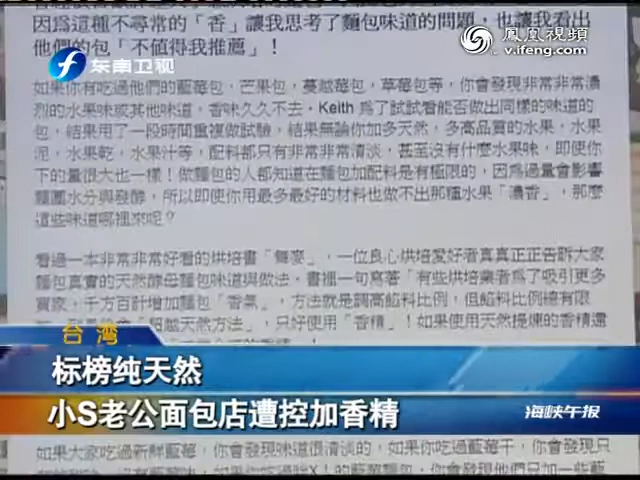 因為這種不尋常的「香」讓我思考了麵包味道的問題，也讓我看出
他們的包「不值得我推薦」！
鳳凰視頻
v.ifeng.com
东南卫视
如果你有吃過他們的藍莓包，芒果包，蔓越莓包，草莓包等，你會發現非常非常濃
烈的水果味或其他味道，香味久久不去，Keith 為了試試看能否做出同樣的味道的
包，結果用了一段時間重複做試驗，結果無論你加多天然，多高品質的水果，水果
泥，水果乾，水果汁等，配料都只有非常非常清淡，甚至沒有什麼水果味，即使你
下的量很大也一樣！做麵包的人都知道在麵包加配料是有極限的，因為過量會影響
麵團水分與發酵，所以即使你用最多最好的材料也做不出那種水果「濃香」，那麼
這些味道哪裡來呢？
看過一本非常非常好看的烘培書「舞麥」，一位良心烘培愛好者真真正正告訴大家
麵包真實的天然酵母麵包味道與做法。書裡一句寫著「有些烘培業者為了吸引更多
買家，千方百計增加麵包「香氣」，方法就是調高餡料比例，但餡料比例總有限
天然方法」，只好使用「香精」！如果使用天然提煉的香精還
台湾
标榜纯天然
小S老公面包店遭控加香精
海峡午报
如果大家吃過新鮮藍莓，你會發現味道很清淡的，如果你吃過藍莓干，你會發現只